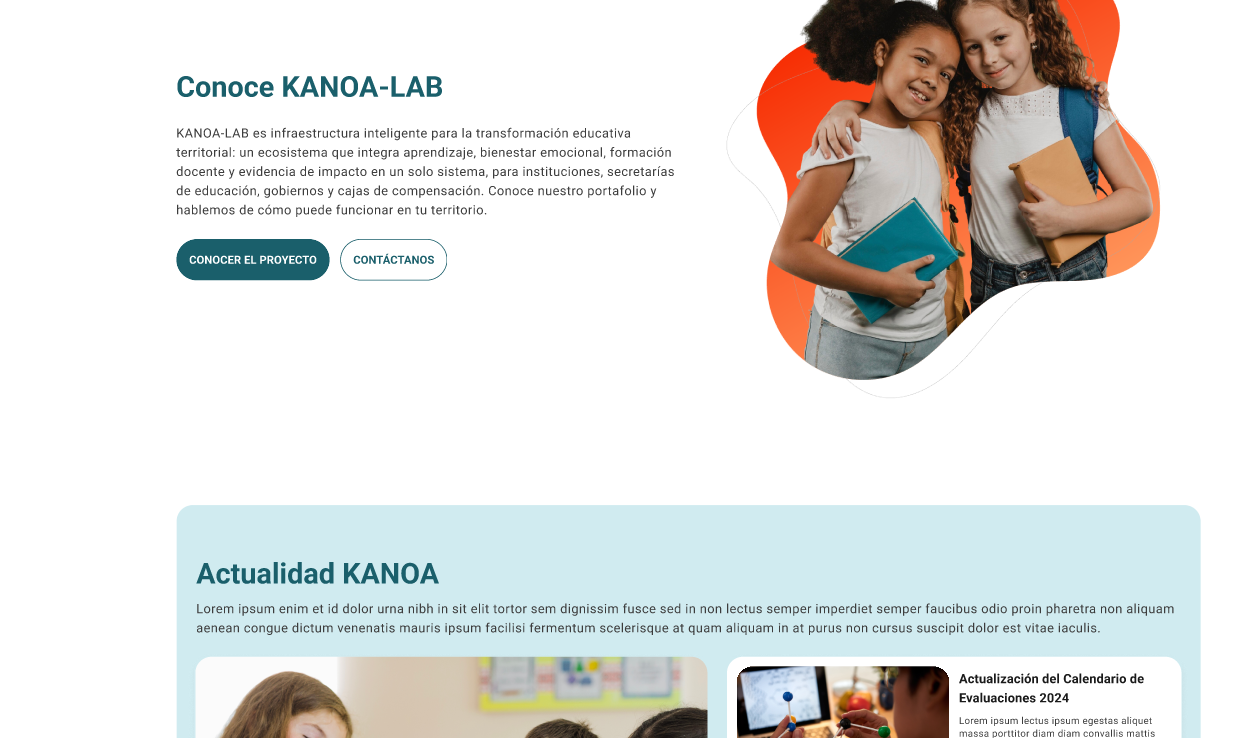 Conoce KANOA-LAB
KANOA-LAB es infraestructura inteligente para la transformación educativa
territorial: un ecosistema que integra aprendizaje, bienestar emocional, formación
docente y evidencia de impacto en un solo sistema, para instituciones, secretarías
de educación, gobiernos y cajas de compensación. Conoce nuestro portafolio y
hablemos de cómo puede funcionar en tu territorio.
CONOCER EL PROYECTO
CONTÁCTANOS
Actualidad KANOA
Lorem ipsum enim et id dolor urna nibh in sit elit tortor sem dignissim fusce sed in non lectus semper imperdiet semper faucibus odio proin pharetra non aliquam
aenean congue dictum venenatis mauris ipsum facilisi fermentum scelerisque at quam aliquam in at purus non cursus suscipit dolor est vitae iaculis.
Actualización del Calendario de
Evaluaciones 2024
Lorem ipsum lectus ipsum egestas aliquet
massa porttitor diam diam convallis mattis